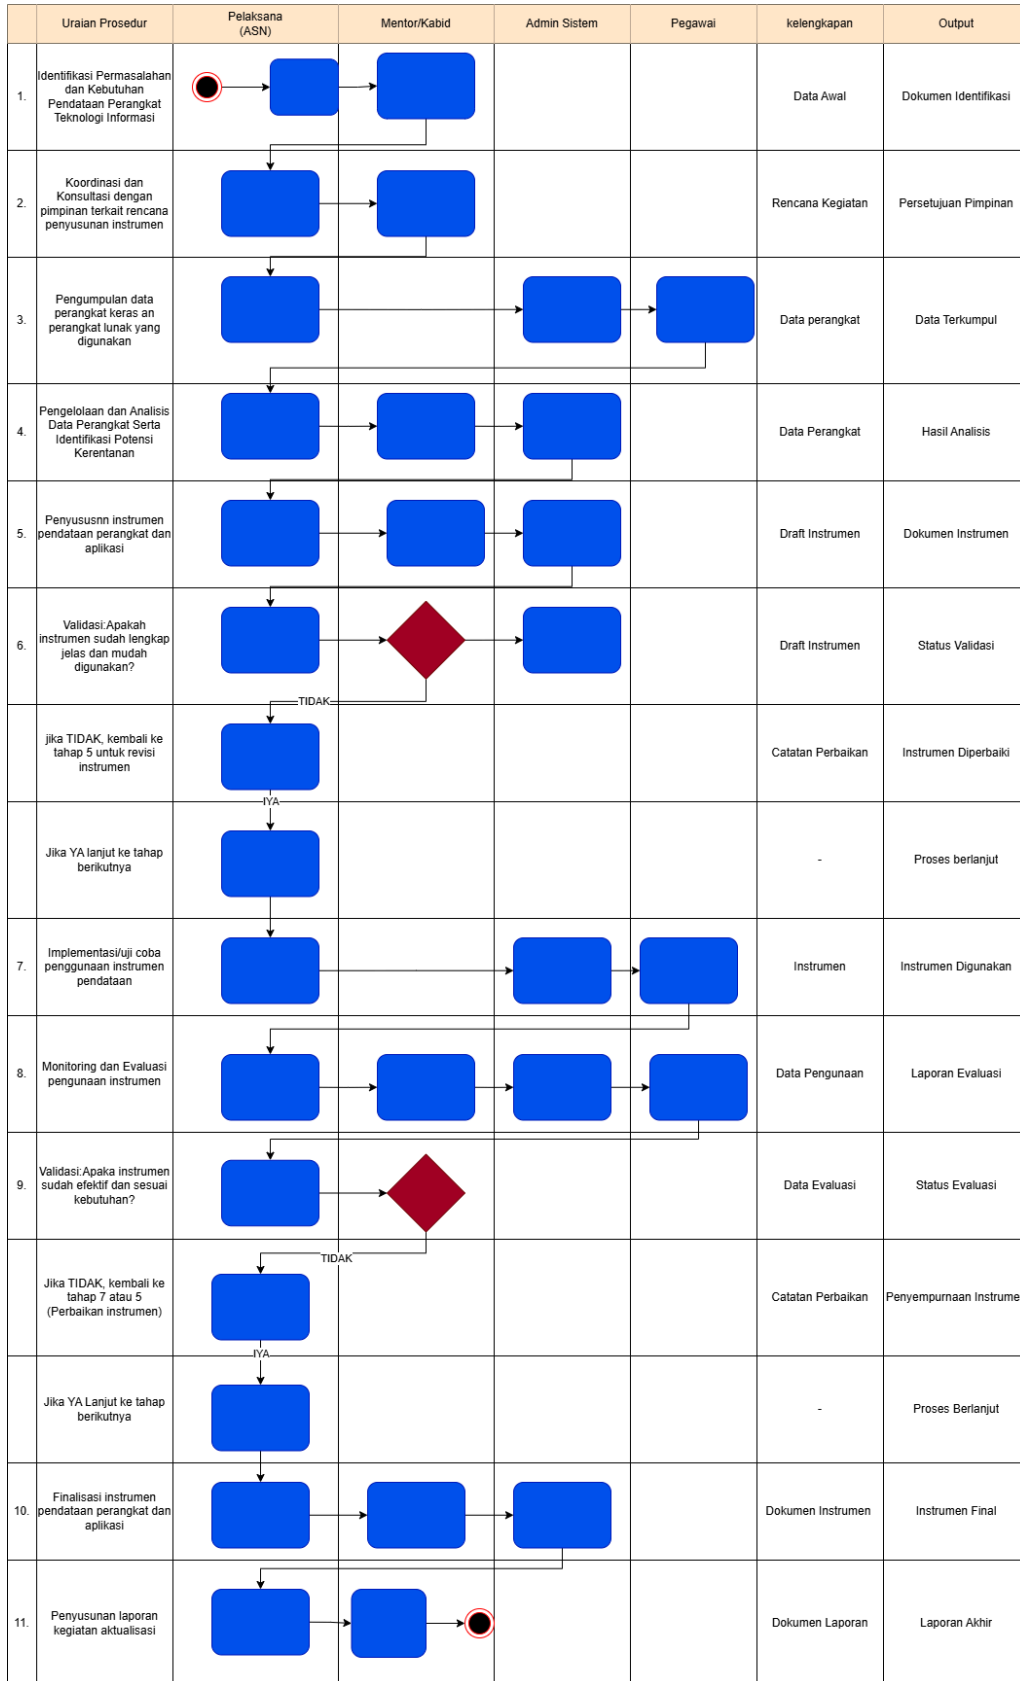 Uraian Prosedur
Pelaksana
(ASN)
Mentor/Kabid
Admin Sistem
Pegawai
kelengkapan
Output
1.
Identifikasi Permasalahan
dan Kebutuhan
Pendataan Perangkat
Teknologi Informasi
Data Awal
Dokumen Identifikasi
2.
Koordinasi dan
Konsultasi dengan
pimpinan terkait rencana
penyusunan instrumen
Rencana Kegiatan
Persetujuan Pimpinan
3.
Pengumpulan data
perangkat keras an
perangkat lunak yang
digunakan
Data perangkat
Data Terkumpul
4.
Pengelolaan dan Analisis
Data Perangkat Serta
Identifikasi Potensi
Kerentanan
Data Perangkat
Hasil Analisis
5.
Penyususnn instrumen
pendataan perangkat dan
aplikasi
Draft Instrumen
Dokumen Instrumen
6.
Validasi:Apakah
instrumen sudah lengkap
jelas dan mudah
digunakan?
Draft Instrumen
Status Validasi
TIDAK
jika TIDAK, kembali ke
tahap 5 untuk revisi
instrumen
Catatan Perbaikan
Instrumen Diperbaiki
IYA
Jika YA lanjut ke tahap
berikutnya
-
Proses berlanjut
7.
Implementasi/uji coba
penggunaan instrumen
pendataan
Instrumen
Instrumen Digunakan
8.
Monitoring dan Evaluasi
pengunaan instrumen
Data Pengunaan
Laporan Evaluasi
9.
Validasi:Apaka instrumen
sudah efektif dan sesuai
kebutuhan?
Data Evaluasi
Status Evaluasi
TIDAK
Jika TIDAK, kembali ke
tahap 7 atau 5
(Perbaikan instrumen)
Catatan Perbaikan
Penyempurnaan Instrume
IYA
Jika YA Lanjut ke tahap
berikutnya
-
Proses Berlanjut
10.
Finalisasi instrumen
pendataan perangkat dan
aplikasi
Dokumen Instrumen
Instrumen Final
11.
Penyusunan laporan
kegiatan aktualisasi
Dokumen Laporan
Laporan Akhir